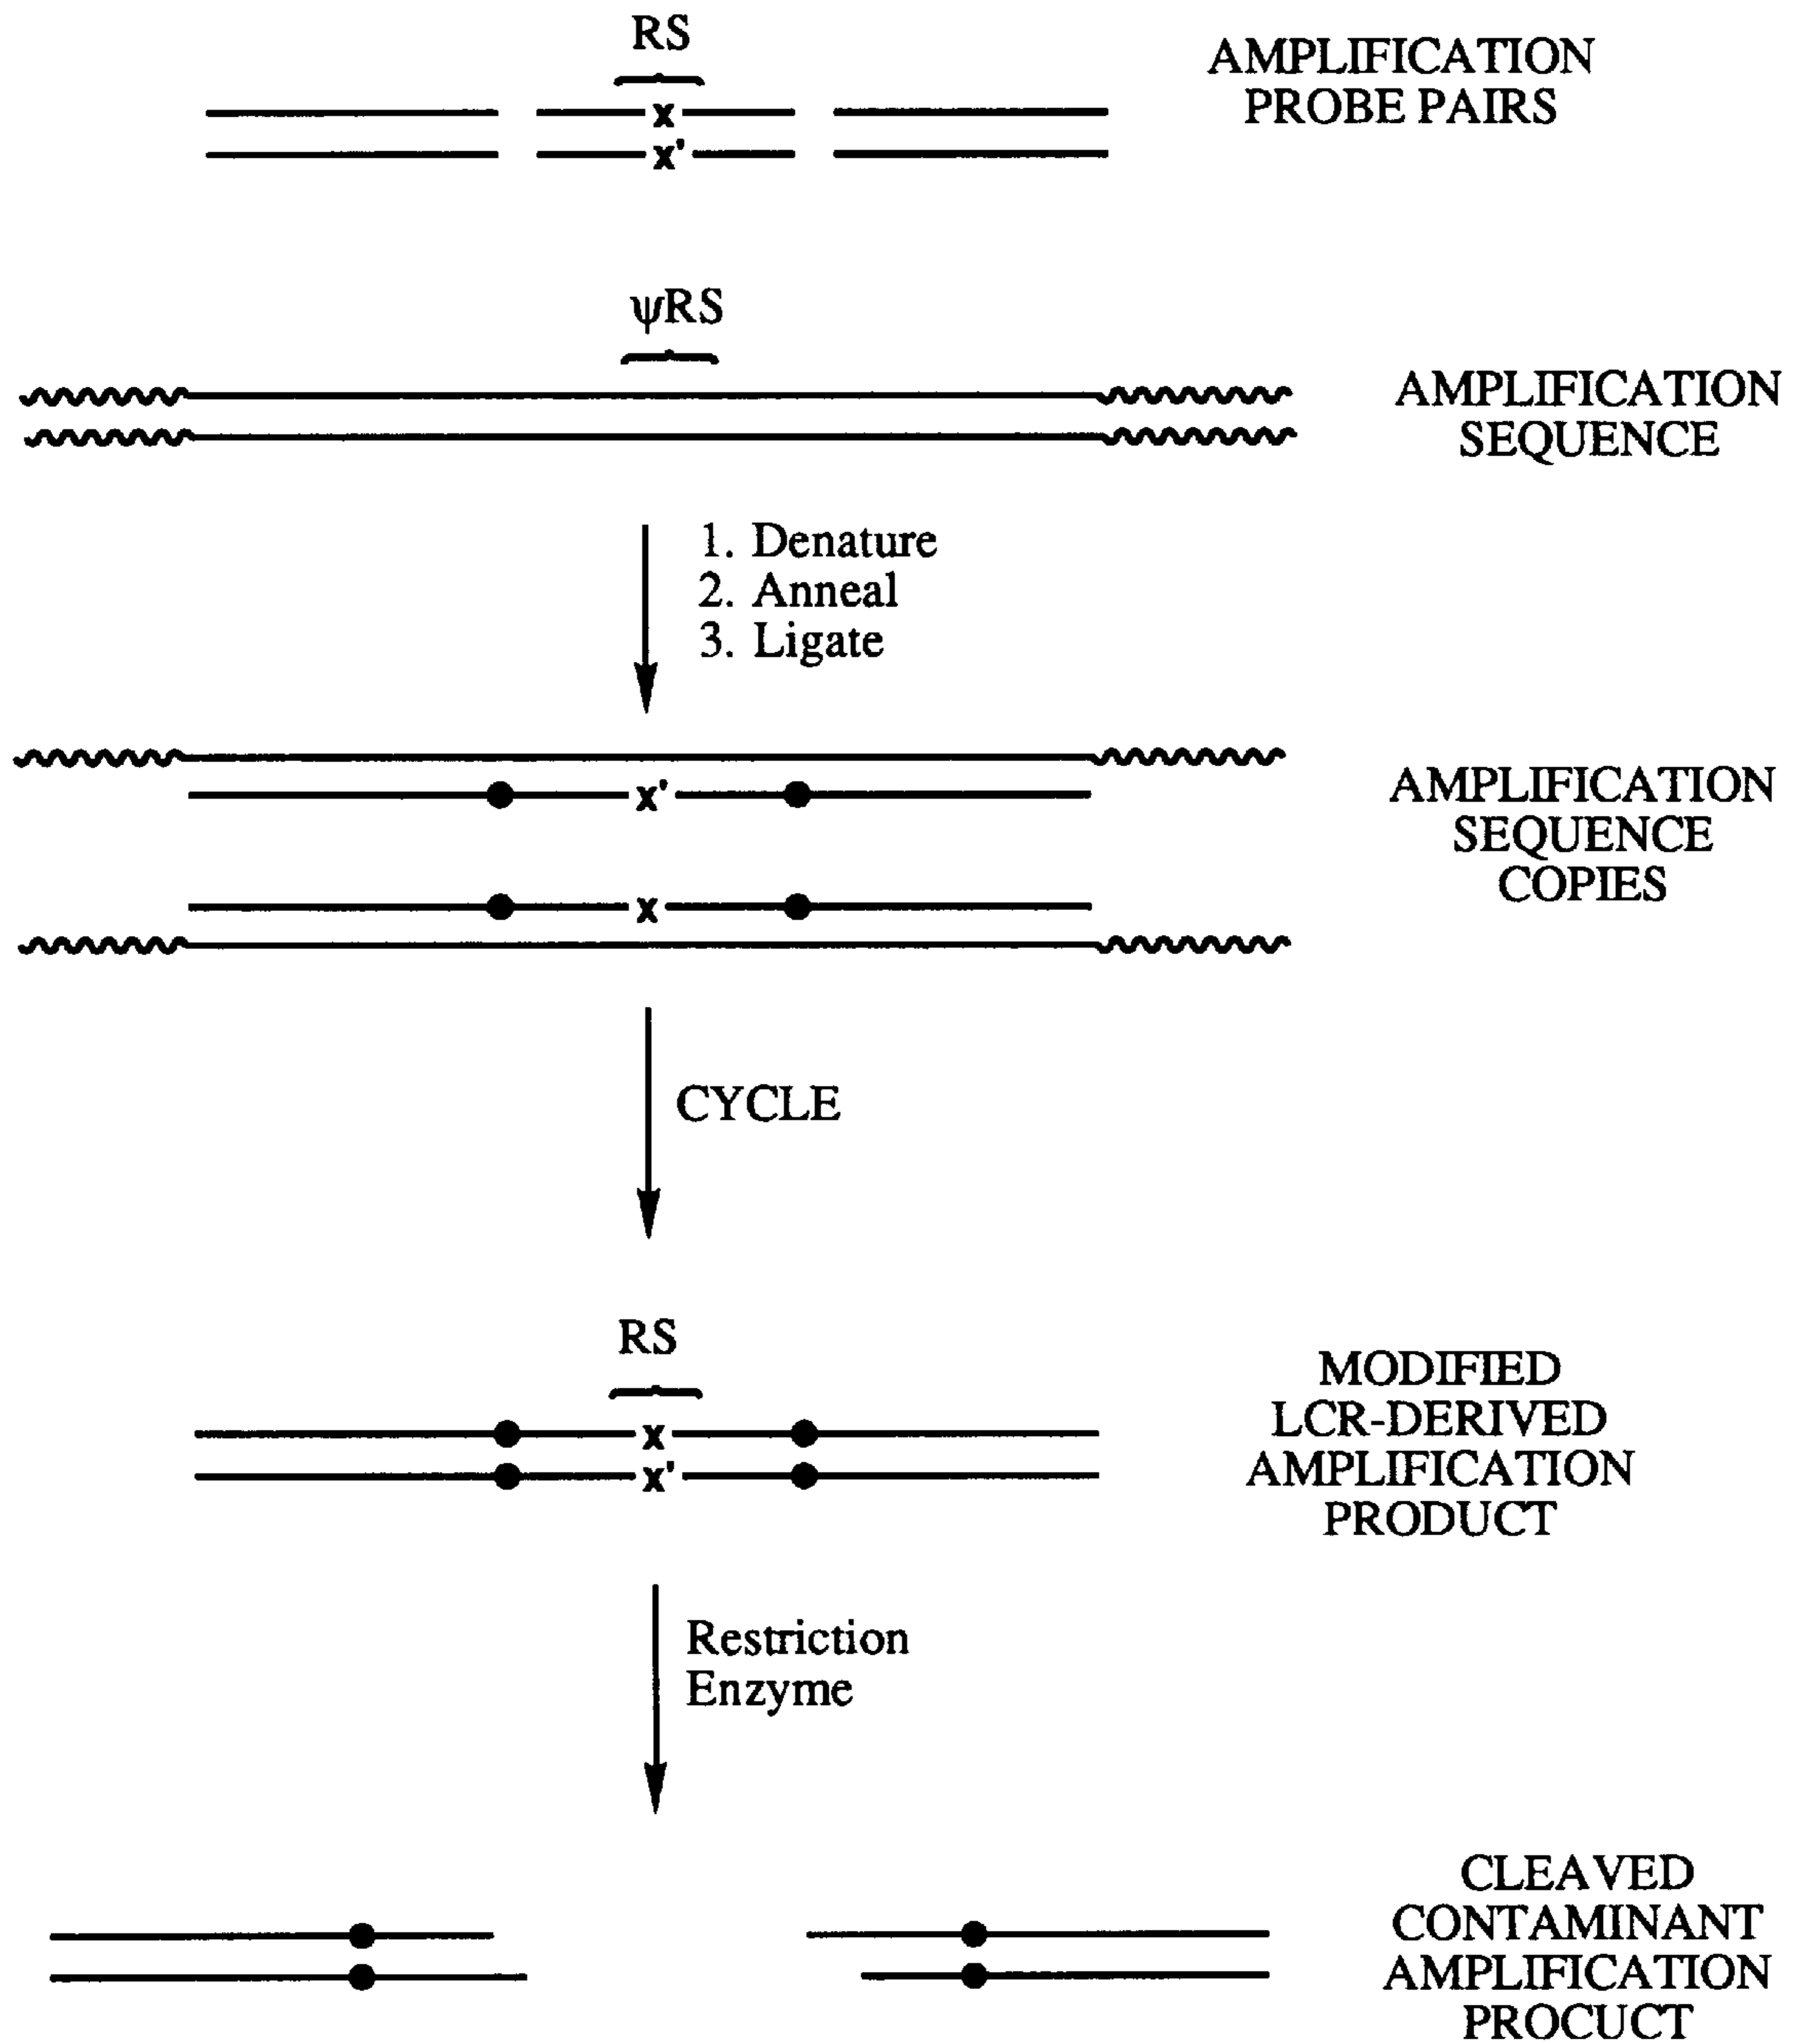 RS
AMPLIFICATION
PROBE PAIRS
x
x'
ψRS
AMPLIFICATION
SEQUENCE
1. Denature
2. Anneal
3. Ligate
x'
AMPLIFICATION
SEQUENCE
COPIES
x
CYCLE
RS
MODIFIED
LCR-DERIVED
AMPLIFICATION
PRODUCT
x
x'
Restriction
Enzyme
CLEAVED
CONTAMINANT
AMPLIFICATION
PROCUCT